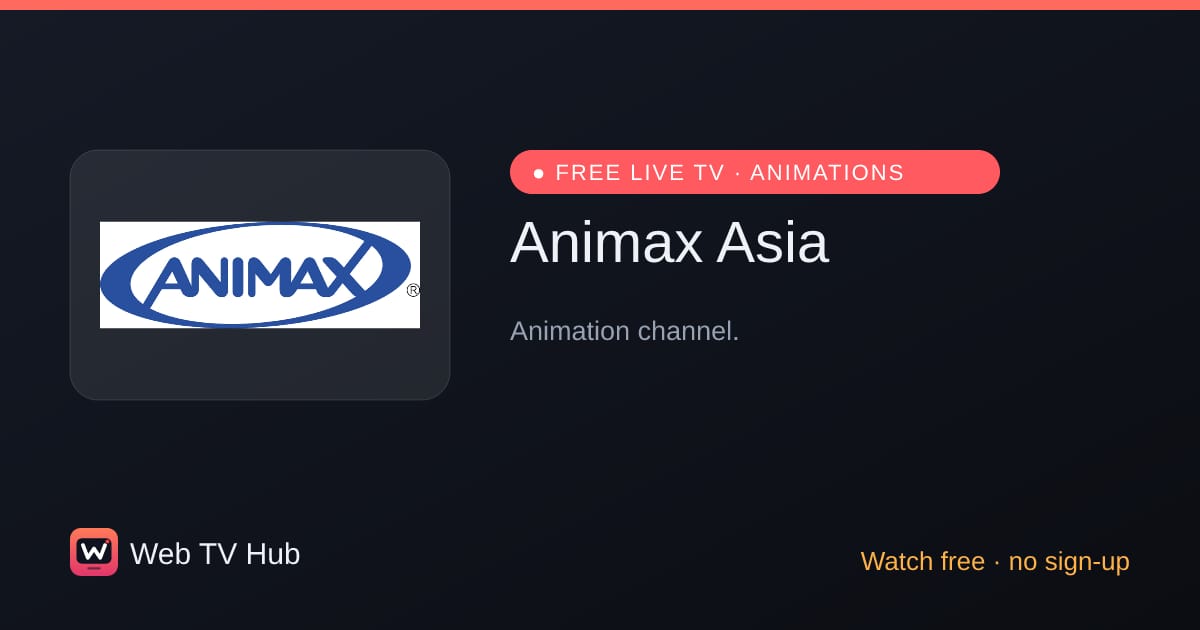 ● FREE LIVE TV · ANIMATIONS
Animax Asia
ANIMAX ®
Animation channel.
Web TV Hub
Watch free · no sign-up